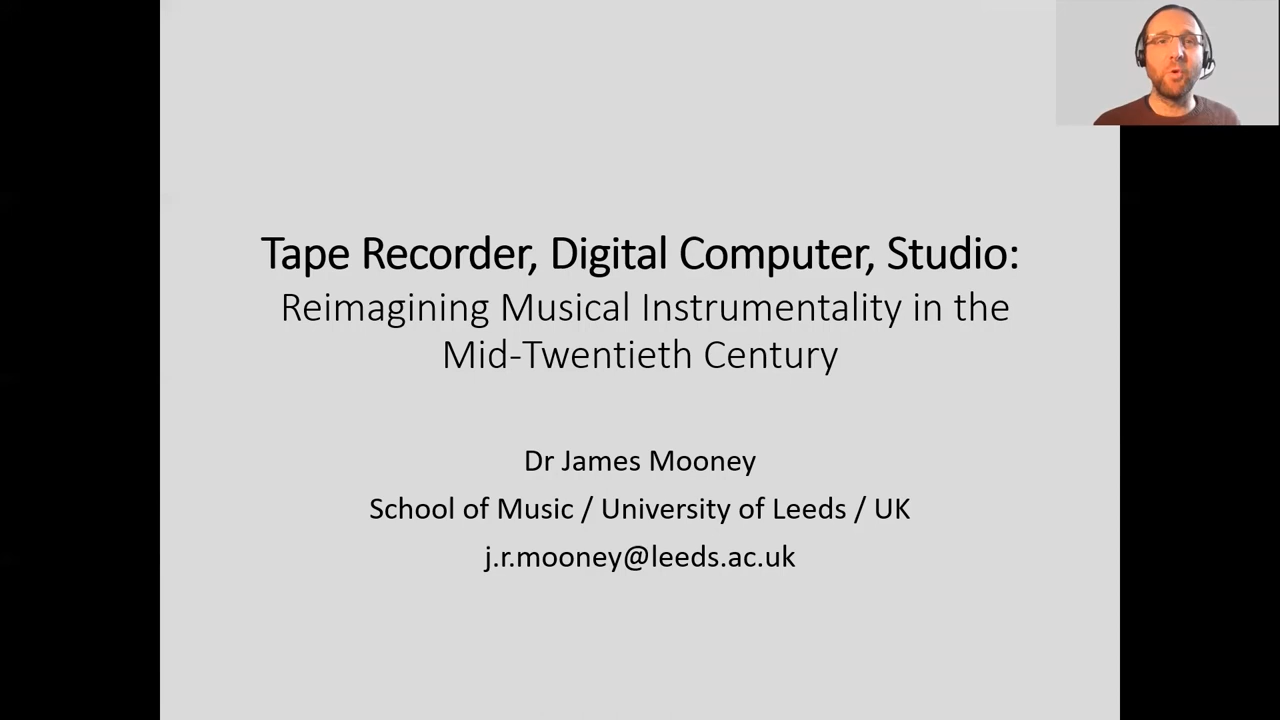 Tape Recorder, Digital Computer, Studio:
Reimagining Musical Instrumentality in the
Mid-Twentieth Century
Dr James Mooney
School of Music / University of Leeds / UK
j.r.mooney@leeds.ac.uk